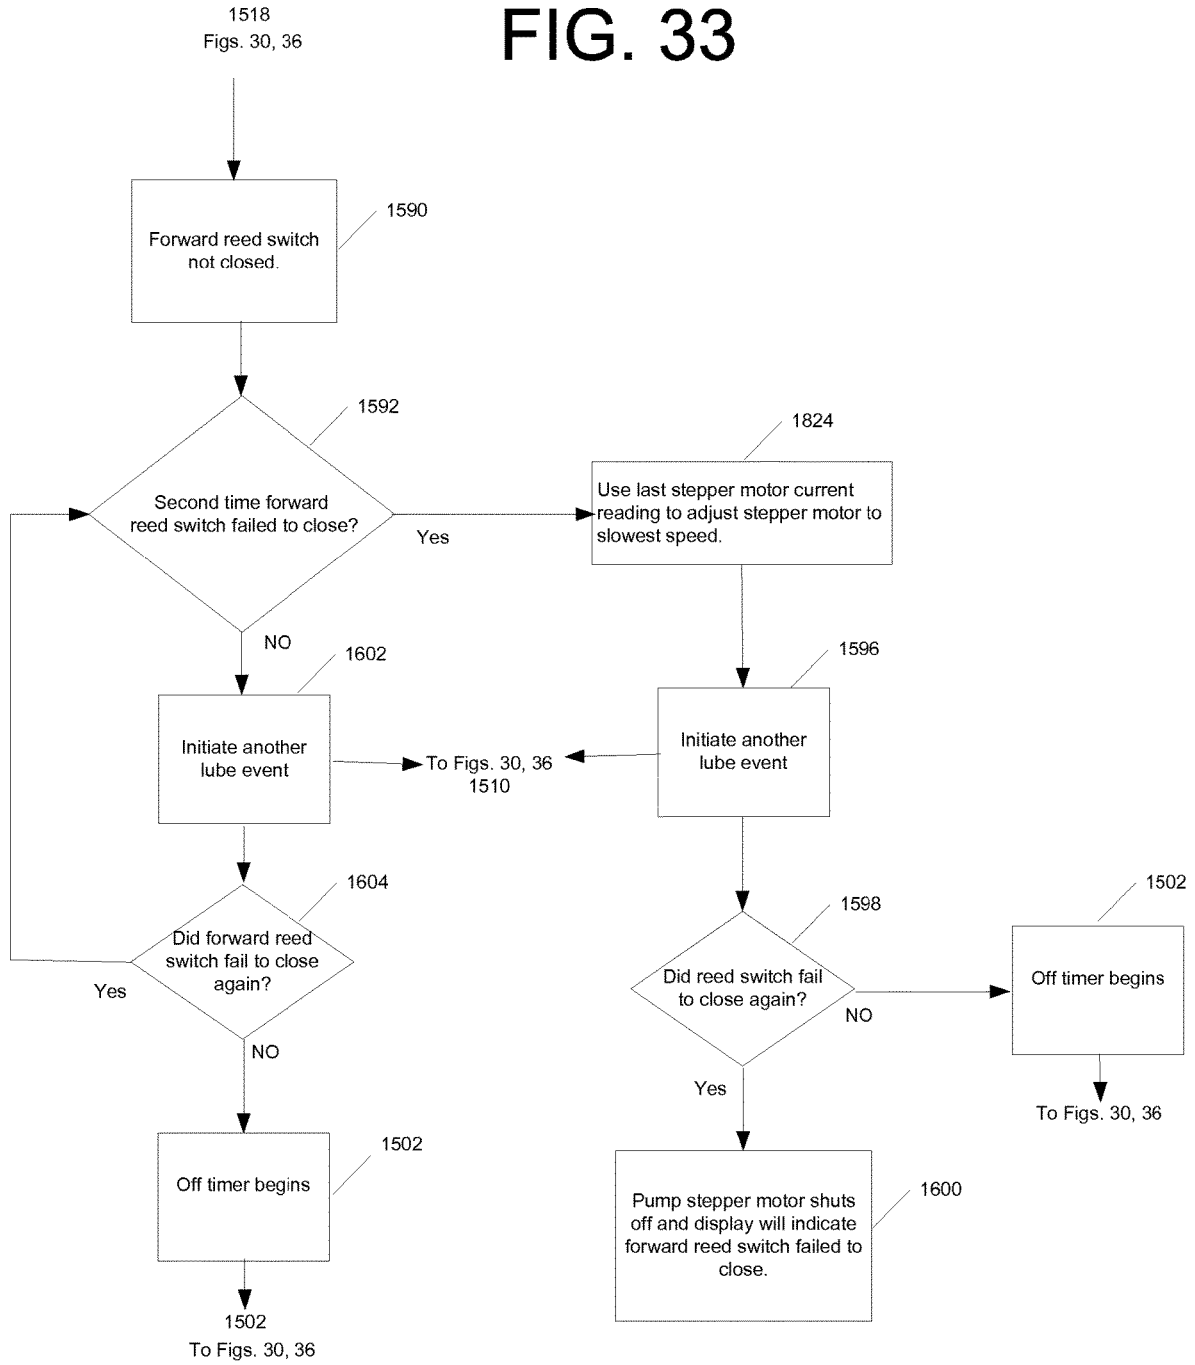 1518
Figs. 30, 36
FIG. 33
1590
Forward reed switch
not closed.
1592
Second time forward
reed switch failed to close?
Yes
NO
1824
Use last stepper motor current
reading to adjust stepper motor to
slowest speed.
1602
Initiate another
lube event
To Figs. 30, 36
1510
1596
Initiate another
lube event
1604
Did forward reed
switch fail to close
again?
Yes
NO
1598
Did reed switch fail
to close again?
NO
Yes
1502
Off timer begins
To Figs. 30, 36
1502
Off timer begins
1502
To Figs. 30, 36
1600
Pump stepper motor shuts
off and display will indicate
forward reed switch failed to
close.